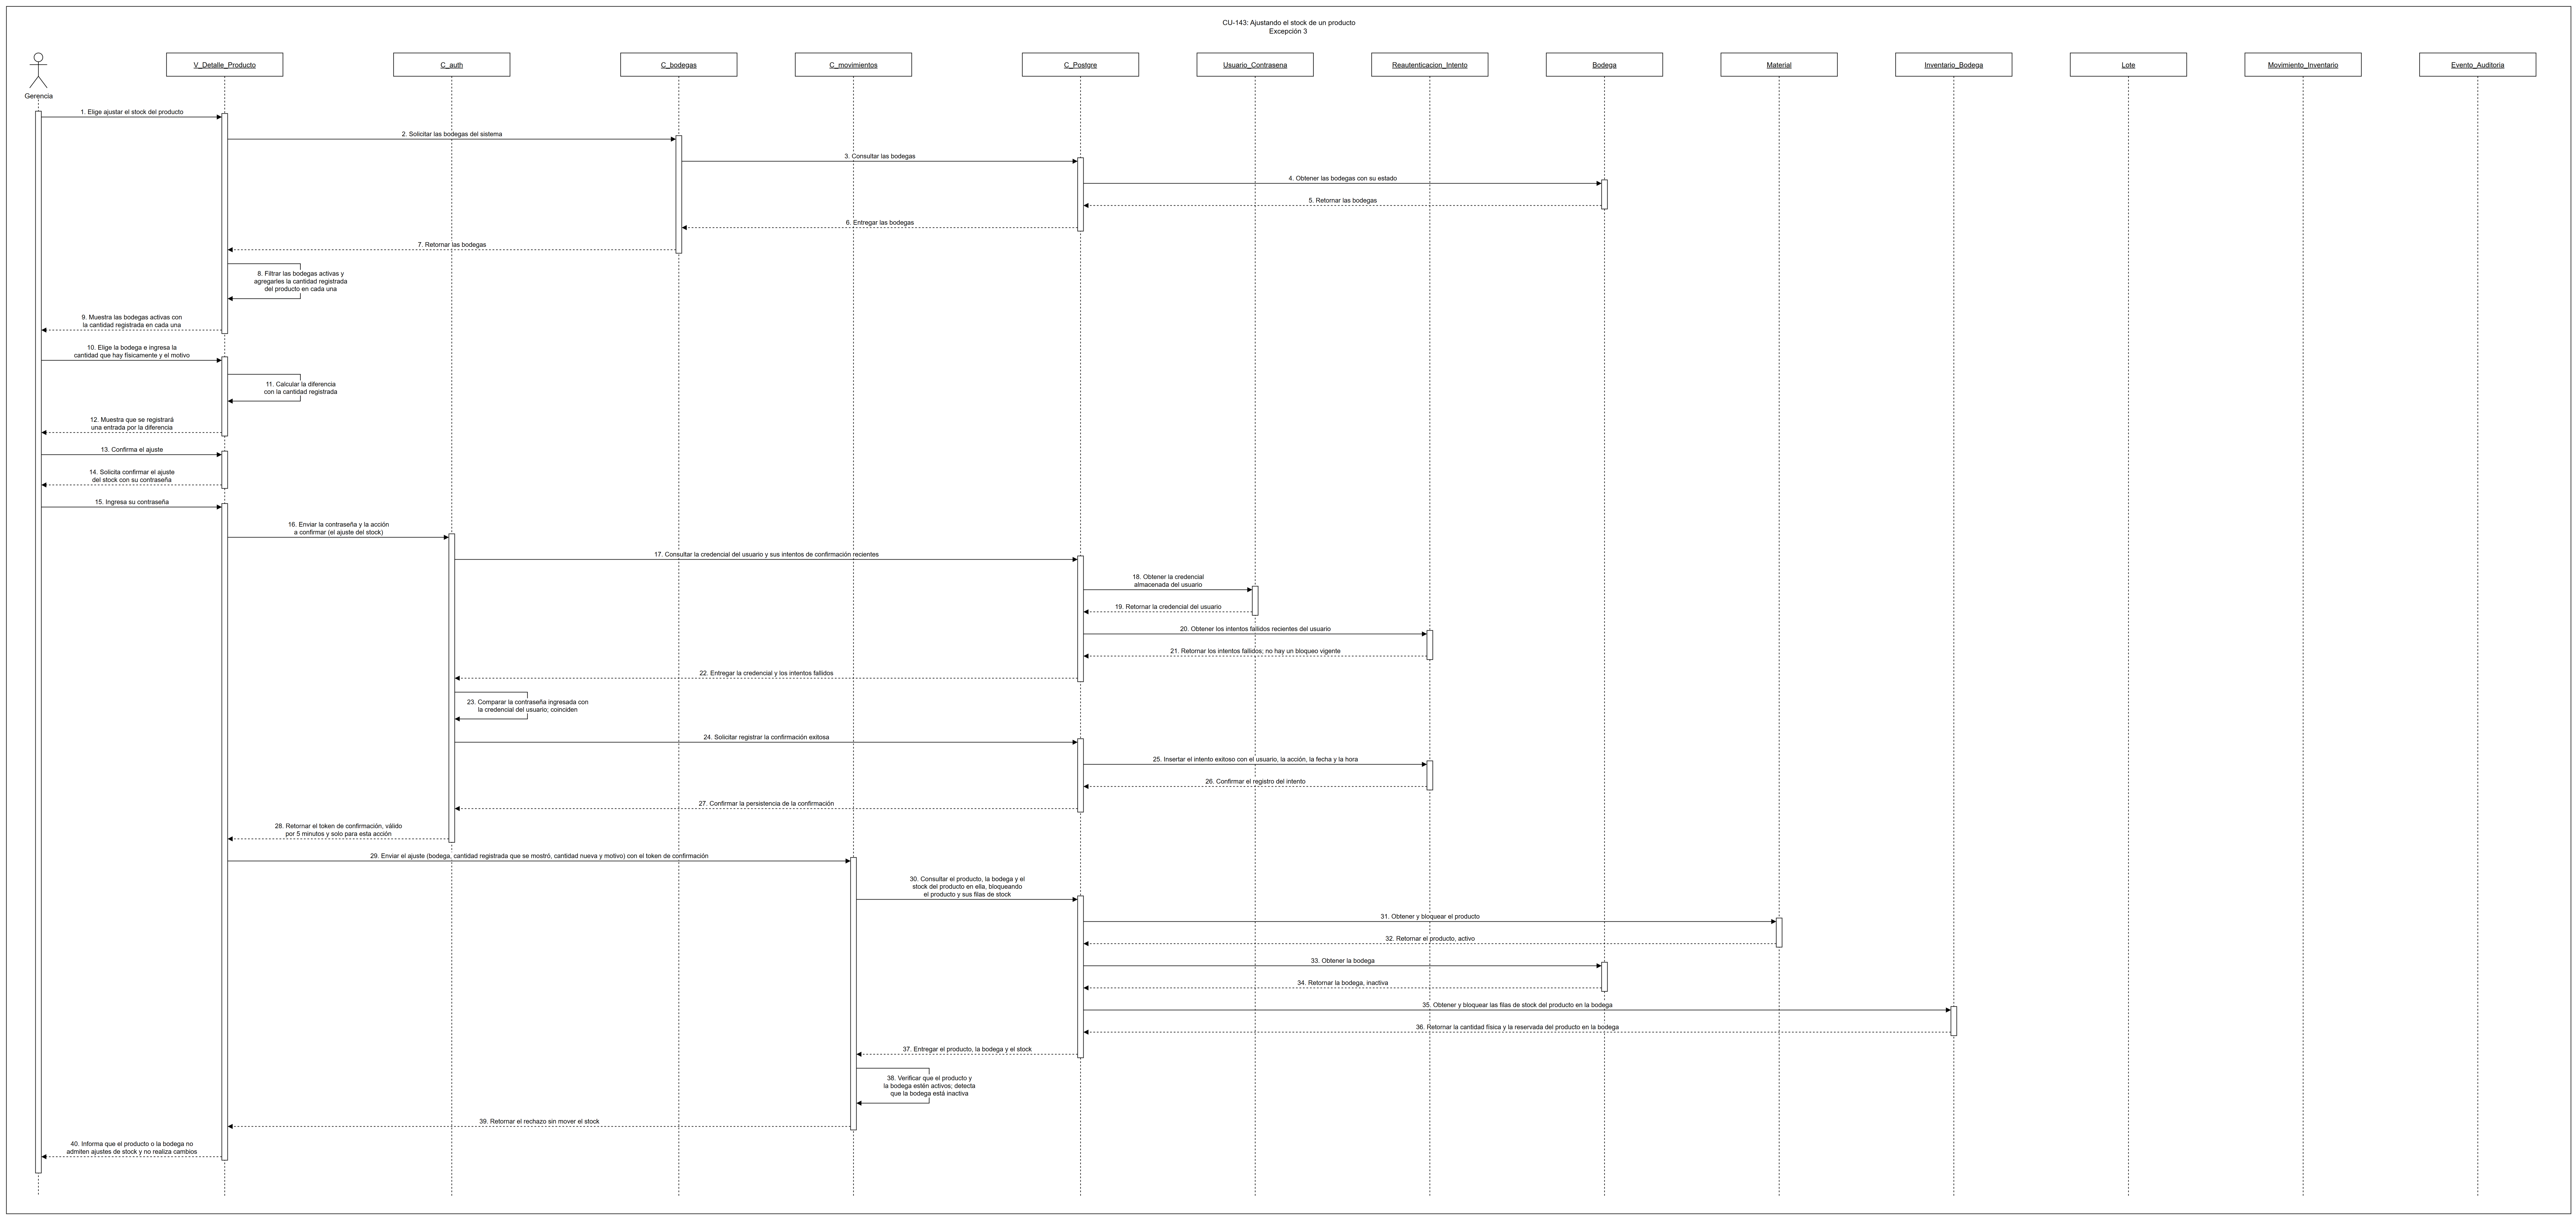 CU-143: Ajustando el stock de un producto
Excepción 3
Gerencia
V_Detalle_Producto
C_auth
C_bodegas
C_movimientos
C_Postgre
Usuario_Contrasena
Reautenticacion_Intento
Bodega
Material
Inventario_Bodega
Lote
Movimiento_Inventario
Evento_Auditoria
1. Elige ajustar el stock del producto
2. Solicitar las bodegas del sistema
3. Consultar las bodegas
4. Obtener las bodegas con su estado
5. Retornar las bodegas
6. Entregar las bodegas
7. Retornar las bodegas
8. Filtrar las bodegas activas y
agregarles la cantidad registrada
del producto en cada una
9. Muestra las bodegas activas con
la cantidad registrada en cada una
10. Elige la bodega e ingresa la
cantidad que hay físicamente y el motivo
11. Calcular la diferencia
con la cantidad registrada
12. Muestra que se registrará
una entrada por la diferencia
13. Confirma el ajuste
14. Solicita confirmar el ajuste
del stock con su contraseña
15. Ingresa su contraseña
16. Enviar la contraseña y la acción
a confirmar (el ajuste del stock)
17. Consultar la credencial del usuario y sus intentos de confirmación recientes
18. Obtener la credencial
almacenada del usuario
19. Retornar la credencial del usuario
20. Obtener los intentos fallidos recientes del usuario
21. Retornar los intentos fallidos; no hay un bloqueo vigente
22. Entregar la credencial y los intentos fallidos
23. Comparar la contraseña ingresada con
la credencial del usuario; coinciden
24. Solicitar registrar la confirmación exitosa
25. Insertar el intento exitoso con el usuario, la acción, la fecha y la hora
26. Confirmar el registro del intento
27. Confirmar la persistencia de la confirmación
28. Retornar el token de confirmación, válido
por 5 minutos y solo para esta acción
29. Enviar el ajuste (bodega, cantidad registrada que se mostró, cantidad nueva y motivo) con el token de confirmación
30. Consultar el producto, la bodega y el
stock del producto en ella, bloqueando
el producto y sus filas de stock
31. Obtener y bloquear el producto
32. Retornar el producto, activo
33. Obtener la bodega
34. Retornar la bodega, inactiva
35. Obtener y bloquear las filas de stock del producto en la bodega
36. Retornar la cantidad física y la reservada del producto en la bodega
37. Entregar el producto, la bodega y el stock
38. Verificar que el producto y
la bodega estén activos; detecta
que la bodega está inactiva
39. Retornar el rechazo sin mover el stock
40. Informa que el producto o la bodega no
admiten ajustes de stock y no realiza cambios